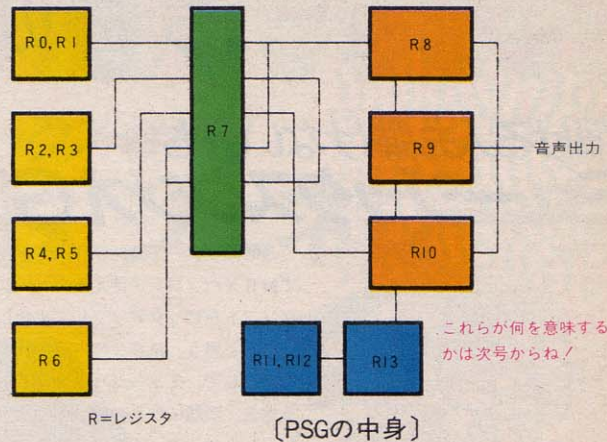 R0,R1
R2,R3
R4,R5
R6
R7
R8
R9
R10
R11,R12
R13
音声出力
これらが何を意味する
かは次号からね！
R=レジスタ
〔PSGの中身〕